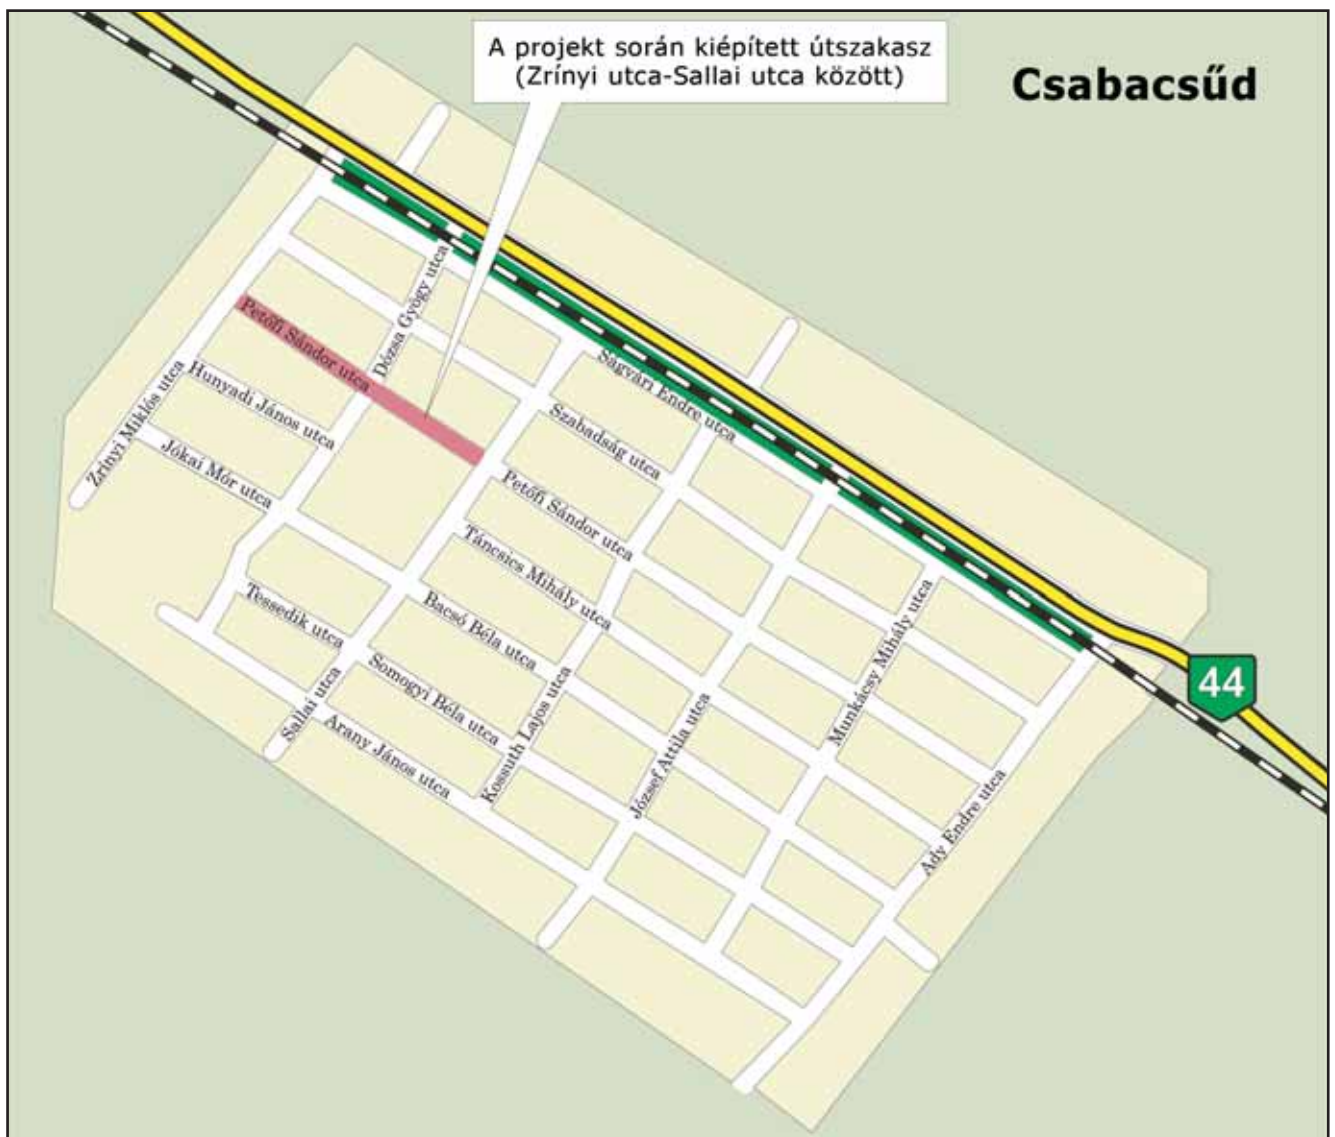 A projekt során kiépített útszakasz
(Zrínyi utca-Sallai utca között)
Csabacsűd
Petőfi Sándor utca
Dózsa Gyögy utca
Hunyadi János utca
Zrínyi Miklós utca
Jókai Mór utca
Ságvári Endre utca
Szabadság utca
Petőfi Sándor utca
Táncsics Mihály utca
Bacsó Béla utca
Tessedik utca
Somogyi Béla utca
Sallai utca
Arany János utca
Kossuth Lajos utca
József Attila utca
Munkácsy Mihály utca
Ady Endre utca
44